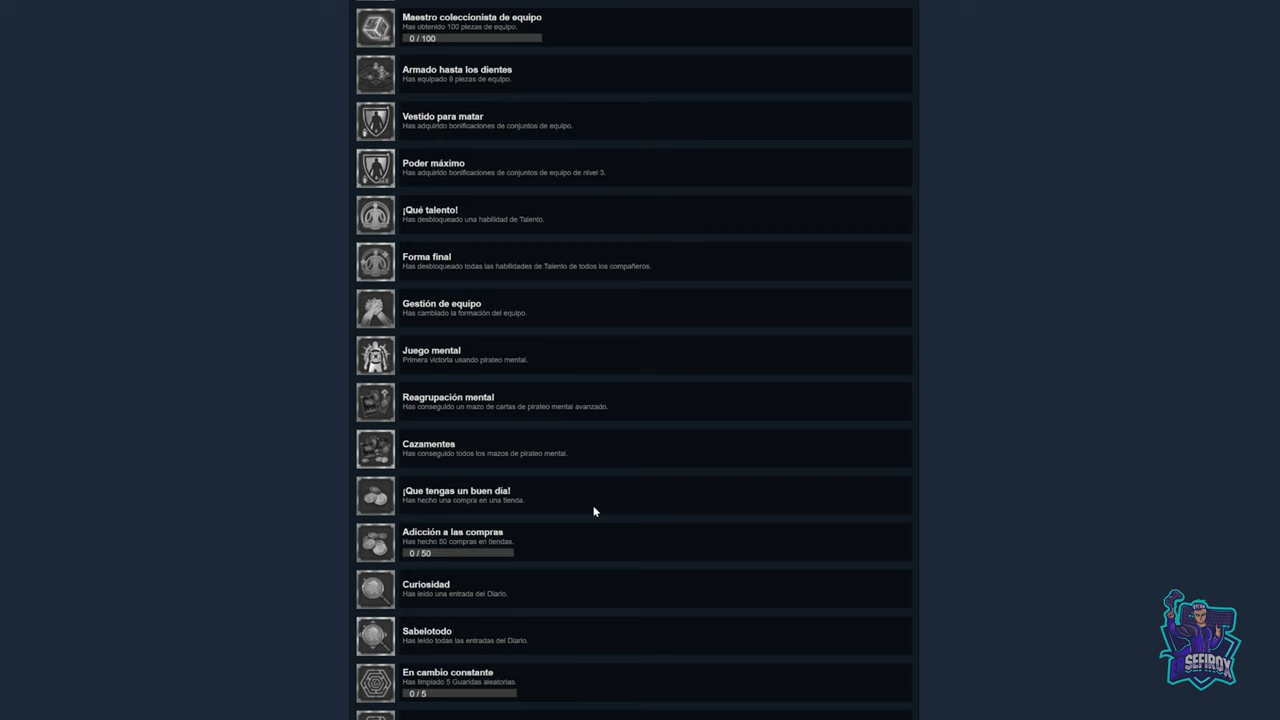 Maestro coleccionista de equipo
Has obtenido 100 piezas de equipo.
0 / 100
Armado hasta los dientes
Has equipado 9 piezas de equipo.
Vestido para matar
Has adquirido bonificaciones de conjuntos de equipo.
Poder máximo
Has adquirido bonificaciones de conjuntos de equipo de nivel 3.
¡Qué talento!
Has desbloqueado una habilidad de Talento.
Forma final
Has desbloqueado todas las habilidades de Talento de todos los compañeros.
Gestión de equipo
Has cambiado la formación del equipo.
Juego mental
Primera victoria usando pirateo mental.
Reagrupación mental
Has conseguido un mazo de cartas de pirateo mental avanzado.
Cazamentes
Has conseguido todos los mazos de pirateo mental.
¡Que tengas un buen día!
Has hecho una compra en una tienda.
Adicción a las compras
Has hecho 50 compras en tiendas.
0 / 50
Curiosidad
Has leído una entrada del Diario.
Sabelotodo
Has leído todas las entradas del Diario.
En cambio constante
Has limpiado 5 Guaridas aleatorias.
0 / 5
SEFIROX